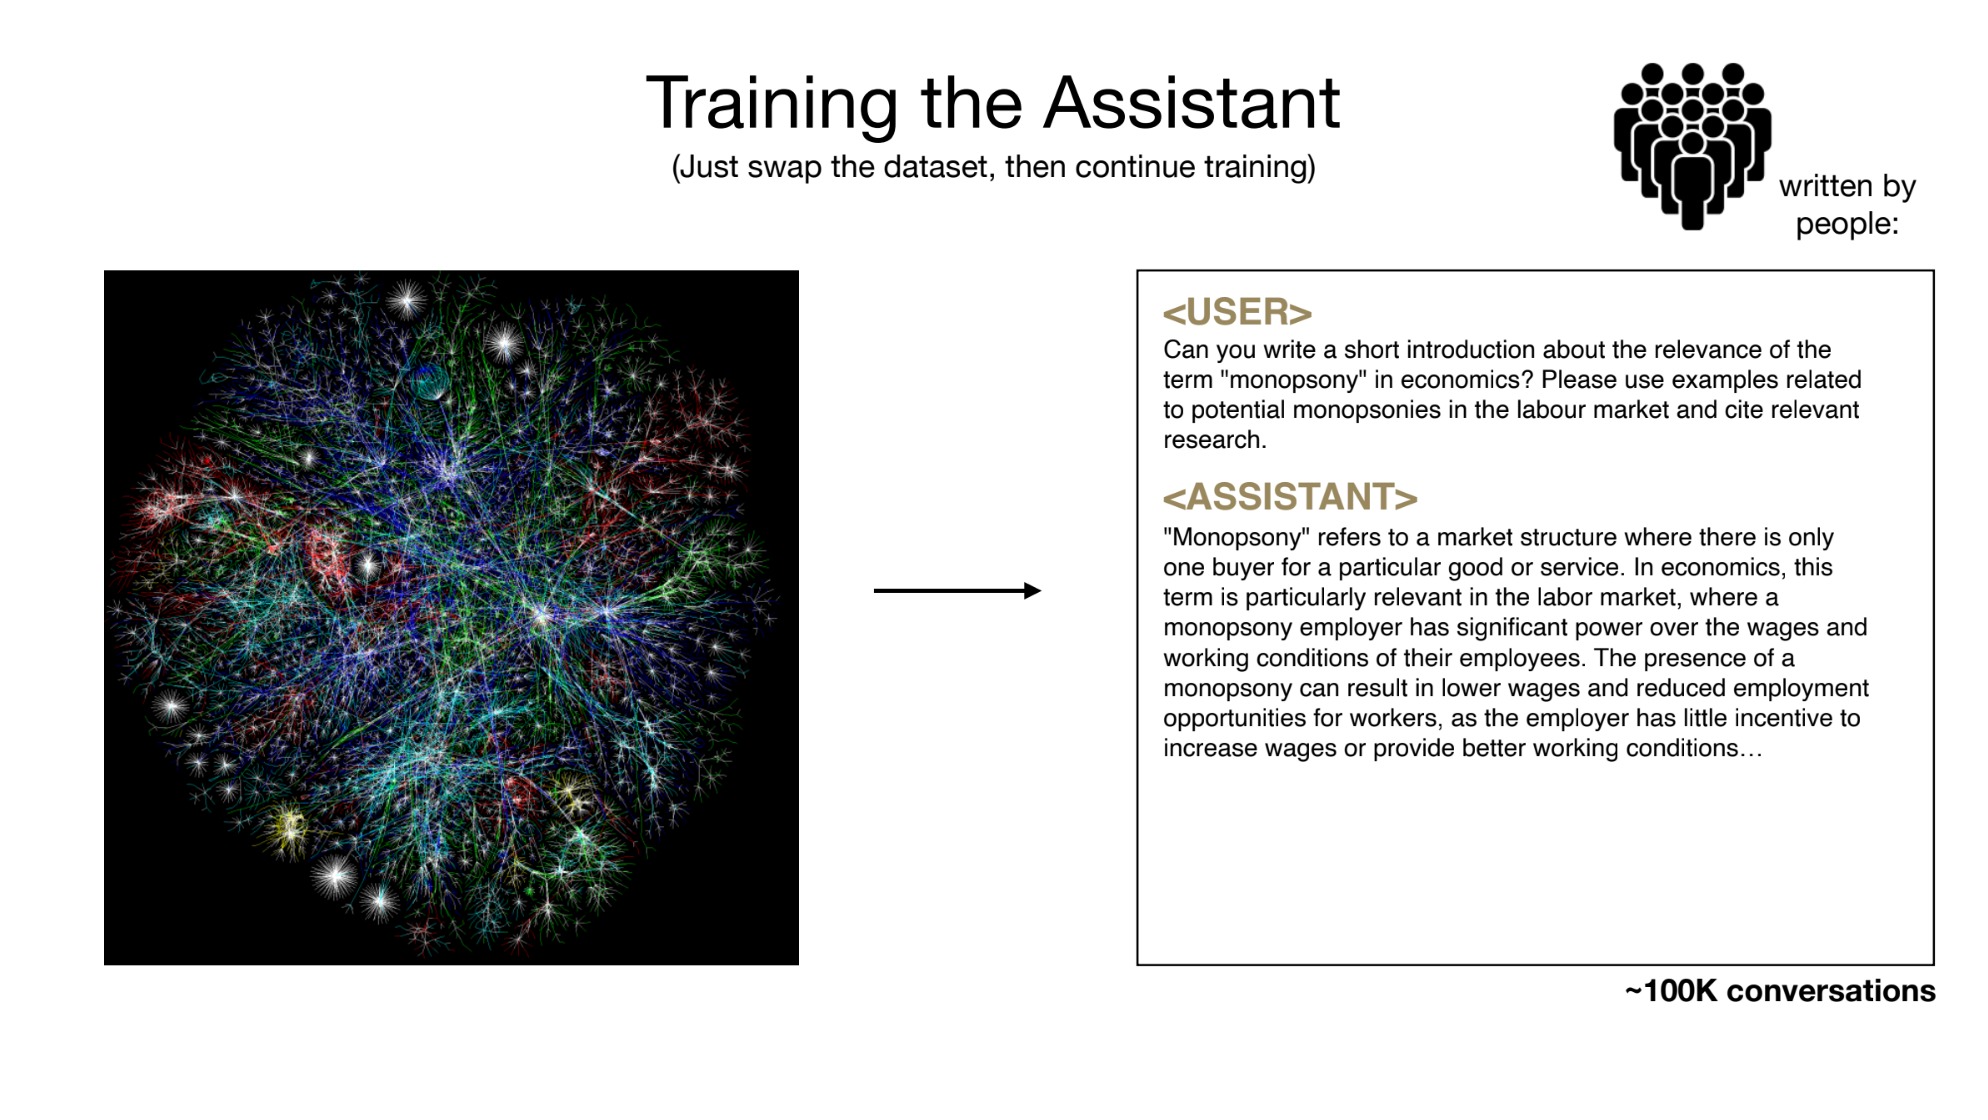 Training the Assistant
(Just swap the dataset, then continue training)
written by
people:
<USER>
Can you write a short introduction about the relevance of the
term "monopsony" in economics? Please use examples related
to potential monopsonies in the labour market and cite relevant
research.
<ASSISTANT>
"Monopsony" refers to a market structure where there is only
one buyer for a particular good or service. In economics, this
term is particularly relevant in the labor market, where a
monopsony employer has significant power over the wages and
working conditions of their employees. The presence of a
monopsony can result in lower wages and reduced employment
opportunities for workers, as the employer has little incentive to
increase wages or provide better working conditions…
~100K conversations